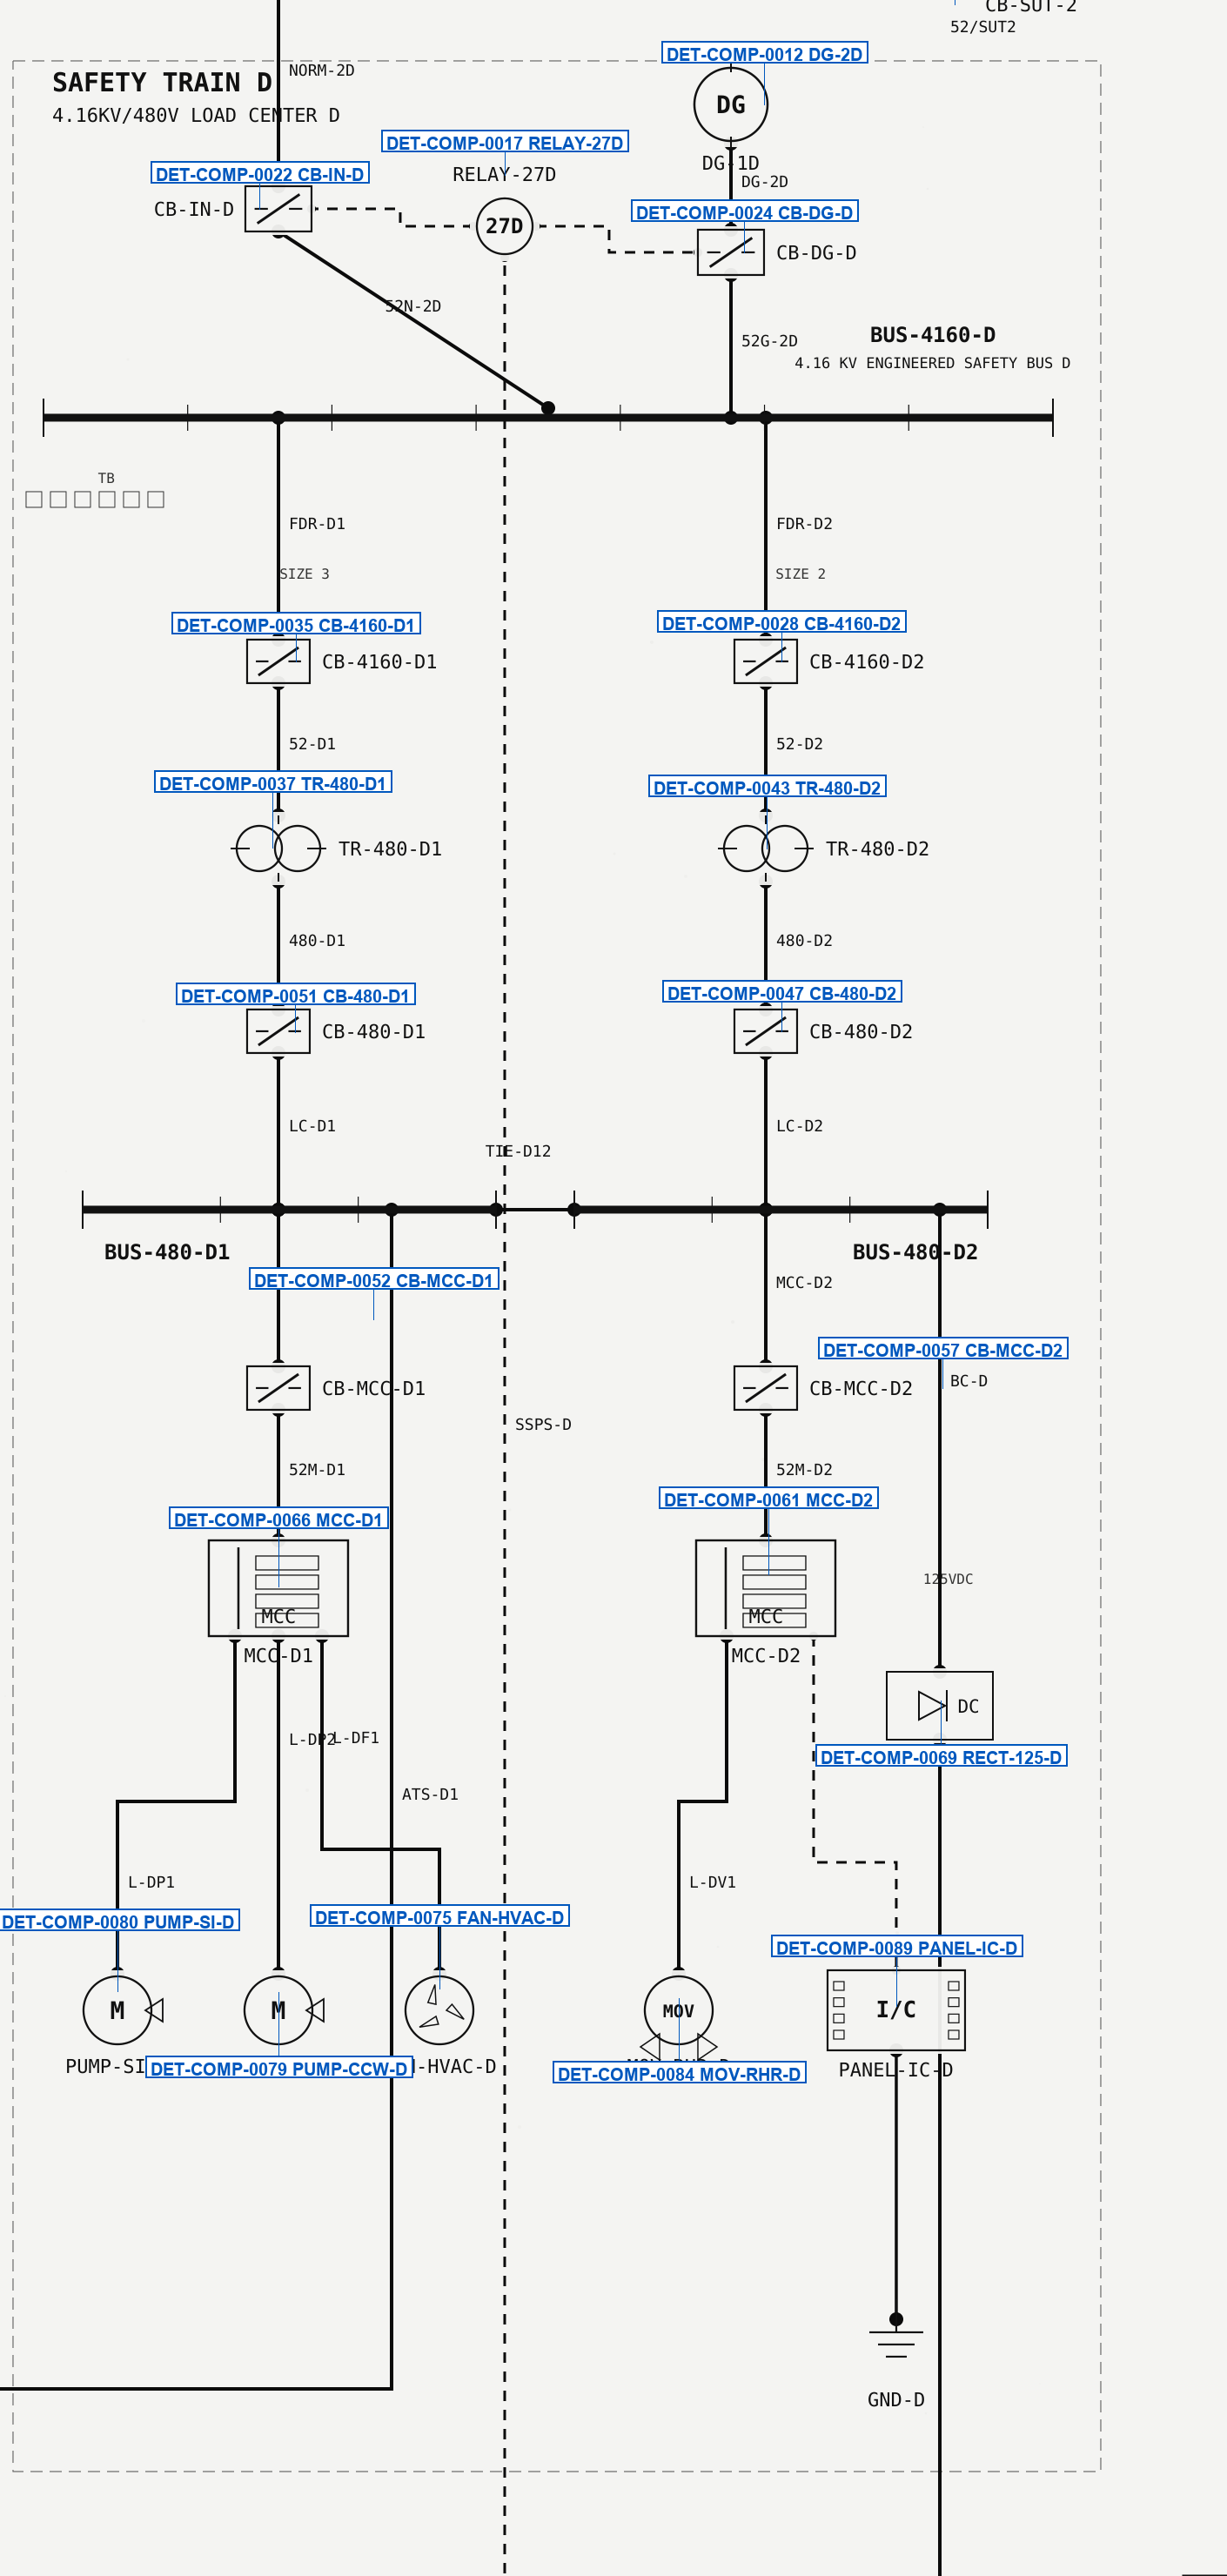 CB-SUT-2
52/SUT2
DET-COMP-0012 DG-2D
NORM-2D
SAFETY TRAIN D
4.16KV/480V LOAD CENTER D
DG
DET-COMP-0017 RELAY-27D
RELAY-27D
DG-1D
DET-COMP-0022 CB-IN-D
DG-2D
CB-IN-D
DET-COMP-0024 CB-DG-D
27D
CB-DG-D
52N-2D
52G-2D
BUS-4160-D
4.16 KV ENGINEERED SAFETY BUS D
TB
FDR-D1
FDR-D2
SIZE 3
SIZE 2
DET-COMP-0035 CB-4160-D1
DET-COMP-0028 CB-4160-D2
CB-4160-D1
CB-4160-D2
52-D1
52-D2
DET-COMP-0037 TR-480-D1
DET-COMP-0043 TR-480-D2
TR-480-D1
TR-480-D2
480-D1
480-D2
DET-COMP-0051 CB-480-D1
DET-COMP-0047 CB-480-D2
CB-480-D1
CB-480-D2
LC-D1
LC-D2
TIE-D12
BUS-480-D1
BUS-480-D2
DET-COMP-0052 CB-MCC-D1
MCC-D2
DET-COMP-0057 CB-MCC-D2
CB-MCC-D1
CB-MCC-D2
BC-D
SSPS-D
52M-D1
52M-D2
DET-COMP-0066 MCC-D1
DET-COMP-0061 MCC-D2
125VDC
MCC
MCC
MCC-D1
MCC-D2
DC
L-DP2
L-DF1
DET-COMP-0069 RECT-125-D
ATS-D1
L-DP1
L-DV1
DET-COMP-0080 PUMP-SI-D
DET-COMP-0075 FAN-HVAC-D
DET-COMP-0089 PANEL-IC-D
M
M
MOV
I/C
PUMP-SI
DET-COMP-0079 PUMP-CCW-D
-HVAC-D
DET-COMP-0084 MOV-RHR-D
PANEL-IC-D
GND-D